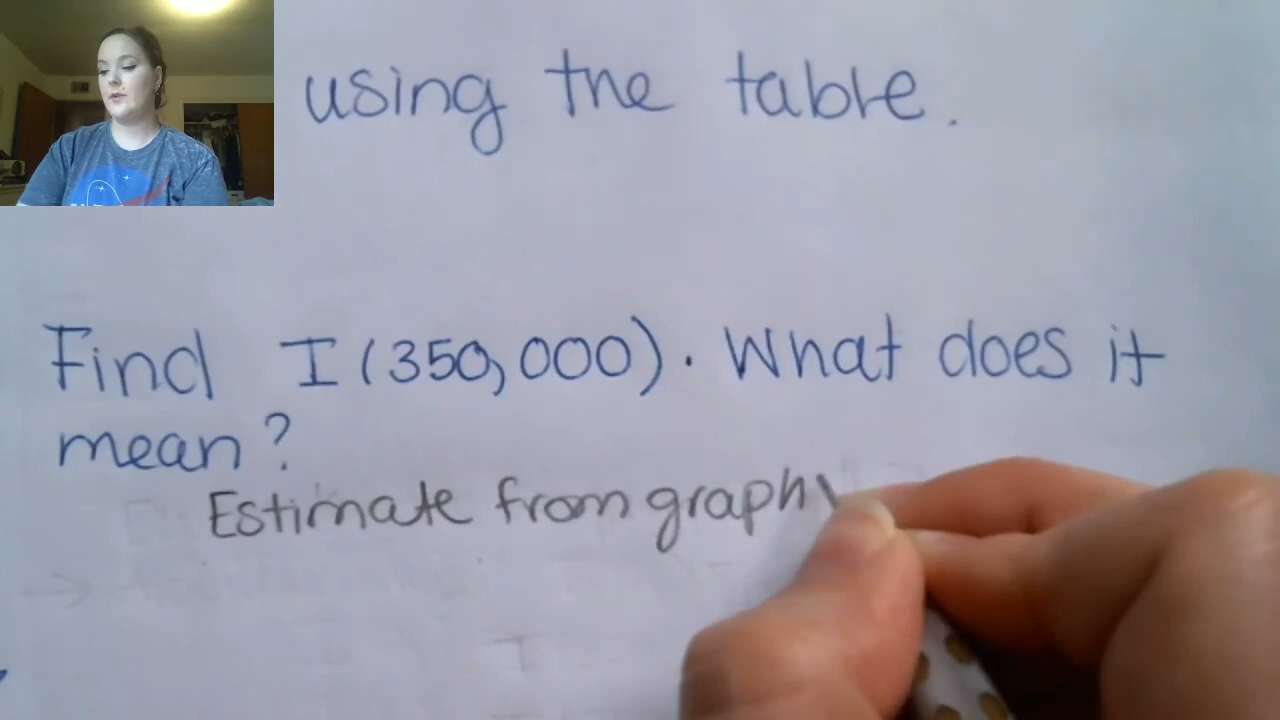 using the table.
Find I(350,000). What does it
mean?
Estimate from graph